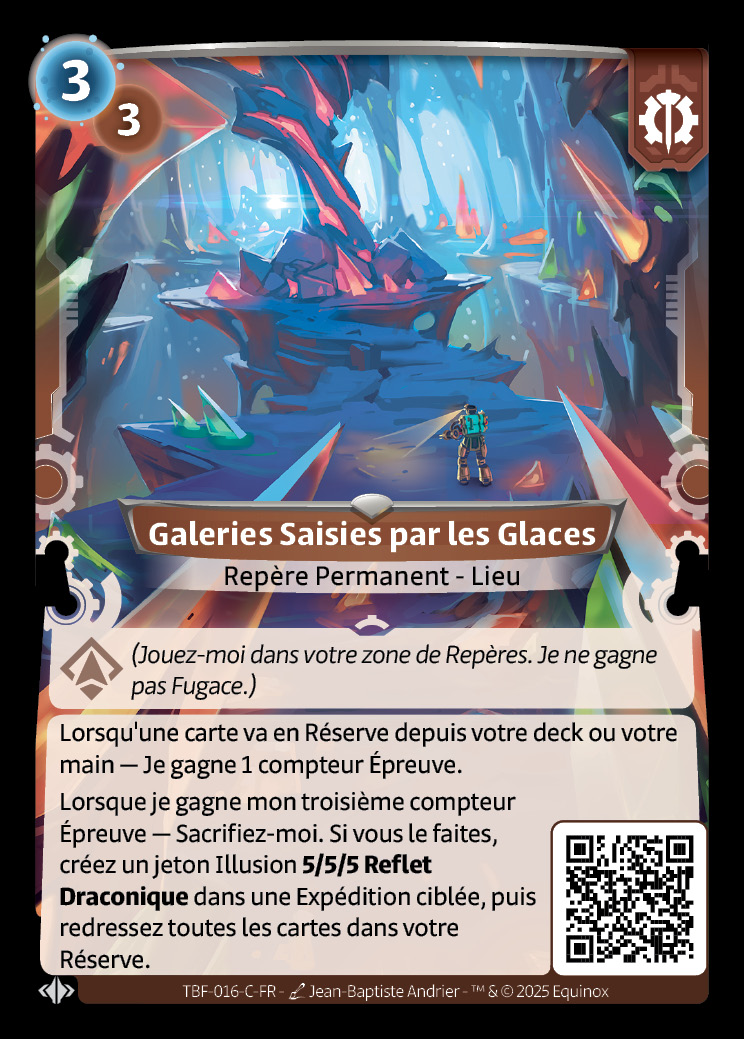 3
3
Galeries Saisies par les Glaces
Repère Permanent - Lieu
(Jouez-moi dans votre zone de Repères. Je ne gagne
pas Fugace.)
Lorsqu'une carte va en Réserve depuis votre deck ou votre
main — Je gagne 1 compteur Épreuve.
Lorsque je gagne mon troisième compteur
Épreuve — Sacrifiez-moi. Si vous le faites,
créez un jeton Illusion 5/5/5 Reflet
Draconique dans une Expédition ciblée, puis
redressez toutes les cartes dans votre
Réserve.
TBF-016-C-FR - Jean-Baptiste Andrier - ™ & © 2025 Equinox